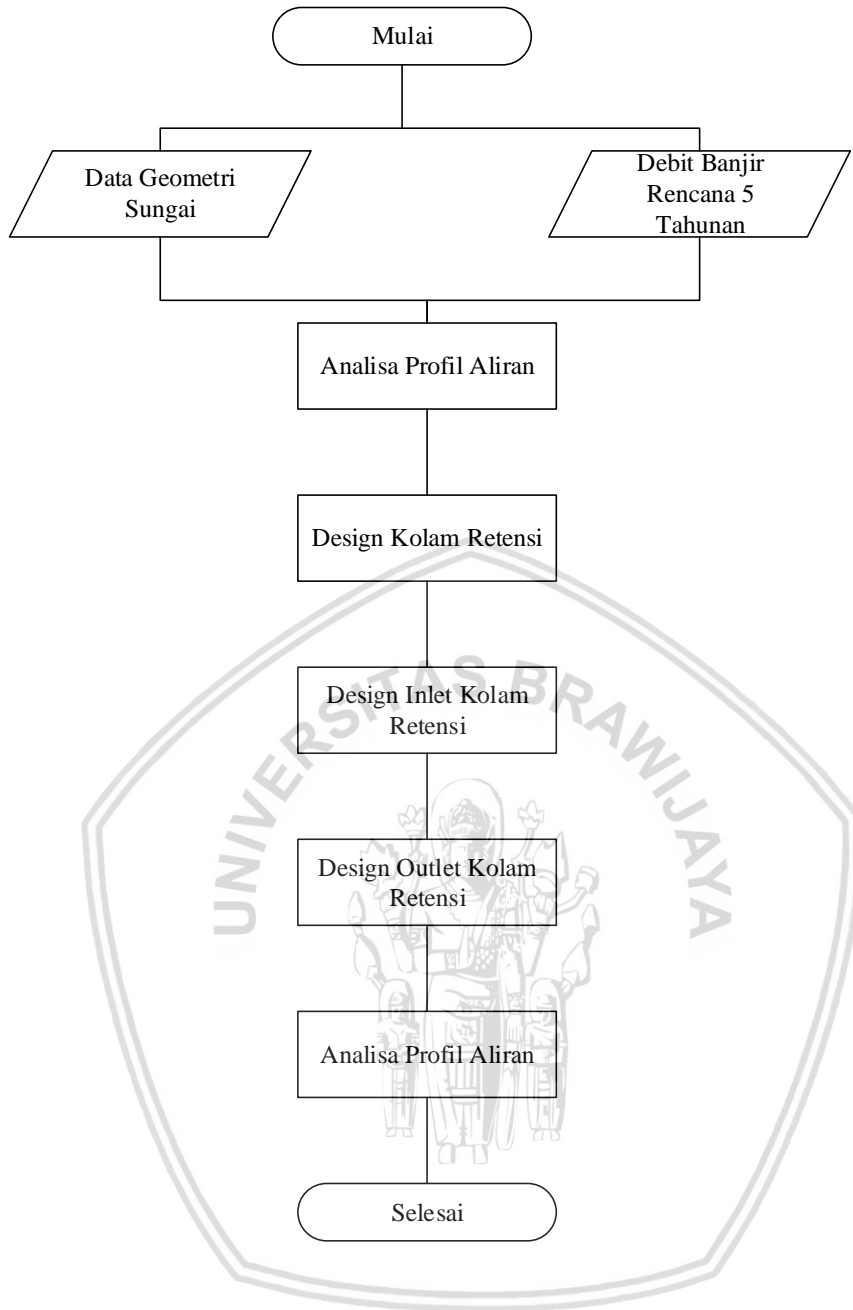 Mulai
Data Geometri
Sungai
Debit Banjir
Rencana 5
Tahunan
Analisa Profil Aliran
Design Kolam Retensi
Design Inlet Kolam
Retensi
Design Outlet Kolam
Retensi
Analisa Profil Aliran
Selesai
UNIVERSITAS BRAWIJAYA